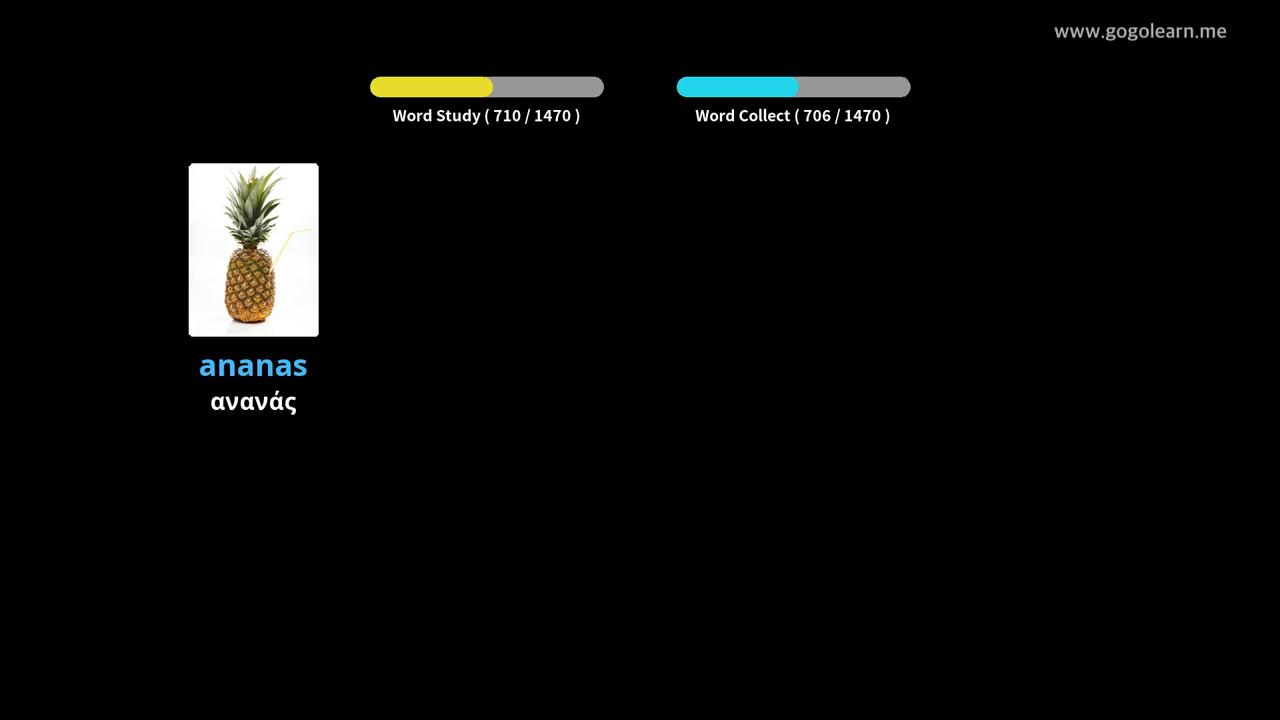 www.gogolearn.me
Word Study ( 710 / 1470 )
Word Collect ( 706 / 1470 )
ananas
ανανάς